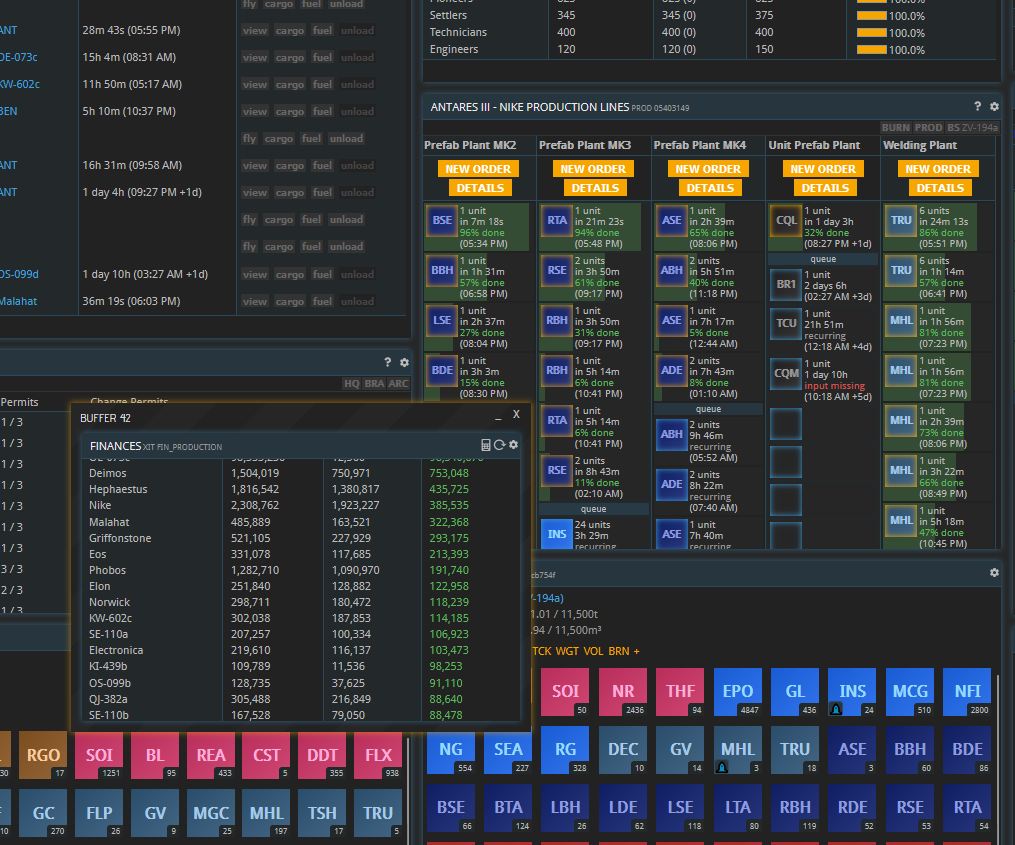 fly cargo fuel unload
ANT 28m 43s (05:55 PM) view cargo fuel unload
DE-073c 15h 4m (08:31 AM) view cargo fuel unload
KW-602c 11h 50m (05:17 AM) view cargo fuel unload
BEN 5h 10m (10:37 PM) view cargo fuel unload
fly cargo fuel unload
ANT 16h 31m (09:58 AM) view cargo fuel unload
ANT 1 day 4h (09:27 PM +1d) view cargo fuel unload
fly cargo fuel unload
fly cargo fuel unload
OS-099d 1 day 10h (03:27 AM +1d) view cargo fuel unload
Malahat 36m 19s (06:03 PM) view cargo fuel unload
Settlers 345 345 (0) 375 100.0%
Technicians 400 400 (0) 400 100.0%
Engineers 120 120 (0) 150 100.0%
ANTARES III - NIKE PRODUCTION LINES PROD 05403149 ?
BURN PROD BS ZV-194a
Prefab Plant MK2
NEW ORDER
DETAILS
BSE
1 unit
in 7m 18s
96% done
(05:34 PM)
BBH
1 unit
in 1h 31m
57% done
(06:58 PM)
LSE
1 unit
in 2h 37m
27% done
(08:04 PM)
BDE
1 unit
in 3h 3m
15% done
(08:30 PM)
Prefab Plant MK3
NEW ORDER
DETAILS
RTA
1 unit
in 21m 23s
94% done
(05:48 PM)
RSE
2 units
in 3h 50m
61% done
(09:17 PM)
RBH
1 unit
in 3h 50m
31% done
(09:17 PM)
RBH
1 unit
in 5h 14m
6% done
(10:41 PM)
RTA
1 unit
in 5h 14m
6% done
(10:41 PM)
RSE
2 units
in 8h 43m
11% done
(02:10 AM)
queue
INS
24 units
3h 29m
recurring
Prefab Plant MK4
NEW ORDER
DETAILS
ASE
1 unit
in 2h 39m
65% done
(08:06 PM)
ABH
2 units
in 5h 51m
40% done
(11:18 PM)
ASE
1 unit
in 7h 17m
5% done
(12:44 AM)
ADE
2 units
in 7h 43m
8% done
(01:10 AM)
queue
ABH
2 units
9h 46m
recurring
(05:52 AM)
ADE
2 units
8h 22m
recurring
(07:40 AM)
ASE
1 unit
7h 40m
recurring
Unit Prefab Plant
NEW ORDER
DETAILS
CQL
1 unit
in 1 day 3h
32% done
(08:27 PM +1d)
queue
BR1
1 unit
2 days 6h
(02:27 AM +3d)
TCU
1 unit
21h 51m
recurring
(12:18 AM +4d)
CQM
1 unit
1 day 10h
input missing
(10:18 AM +5d)
Welding Plant
NEW ORDER
DETAILS
TRU
6 units
in 24m 13s
86% done
(05:51 PM)
TRU
6 units
in 1h 14m
57% done
(06:41 PM)
MHL
1 unit
in 1h 56m
81% done
(07:23 PM)
MHL
1 unit
in 1h 56m
81% done
(07:23 PM)
MHL
1 unit
in 2h 39m
73% done
(08:06 PM)
MHL
1 unit
in 3h 22m
66% done
(08:49 PM)
MHL
1 unit
in 5h 18m
47% done
(10:45 PM)
?
HQ BRA ARC
Permits Change Permits
1 / 3
1 / 3
1 / 3
1 / 3
1 / 3
1 / 3
1 / 3
3 / 3
2 / 3
1 / 3
BUFFER 42 _ X
FINANCES XIT FIN_PRODUCTION
Deimos 1,504,019 750,971 753,048
Hephaestus 1,816,542 1,380,817 435,725
Nike 2,308,762 1,923,227 385,535
Malahat 485,889 163,521 322,368
Griffonstone 521,105 227,929 293,175
Eos 331,078 117,685 213,393
Phobos 1,282,710 1,090,970 191,740
Elon 251,840 128,882 122,958
Norwick 298,711 180,472 118,239
KW-602c 302,038 187,853 114,185
SE-110a 207,257 100,334 106,923
Electronica 219,610 116,137 103,473
KI-439b 109,789 11,536 98,253
OS-099b 128,735 37,625 91,110
QJ-382a 305,488 216,849 88,640
SE-110b 167,528 79,050 88,478
cb754f
-194a)
.01 / 11,500t
.94 / 11,500m³
TCK WGT VOL BRN +
SOI 50 NR 2436 THF 94 EPO 4847 GL 436 INS 24 MCG 510 NFI 2800
NG 554 SEA 227 RG 328 DEC 10 GV 14 MHL 3 TRU 18 ASE 3 BBH 60 BDE 86
BSE 66 BTA 124 LBH 26 LDE 62 LSE 118 LTA 80 RBH 119 RDE 52 RSE 53 RTA 54
30 RGO 17 SOI 1251 BL 95 REA 433 CST 5 DDT 355 FLX 938
10 GC 270 FLP 26 GV 9 MGC 25 MHL 197 TSH 17 TRU 5